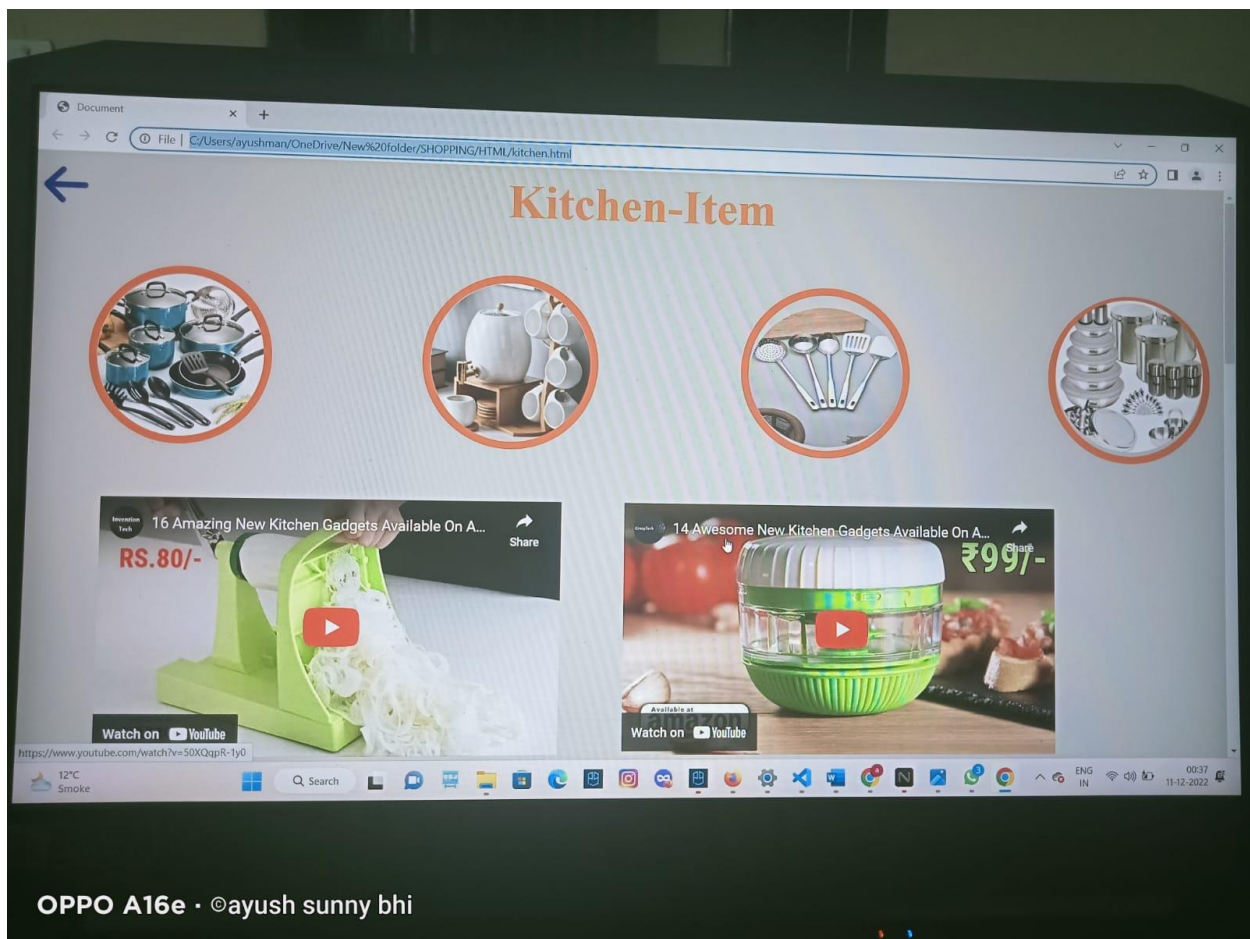 Document
File | C:/Users/ayushman/OneDrive/New%20folder/SHOPPING/HTML/kitchen.html
Kitchen-Item
Invention Tech
16 Amazing New Kitchen Gadgets Available On A...
Share
RS.80/-
Watch on YouTube
14 Awesome New Kitchen Gadgets Available On A...
Share
₹99/-
Available at
amazon
Watch on YouTube
https://www.youtube.com/watch?v=50XQqpR-1y0
12°C
Smoke
Search
ENG
IN
00:37
11-12-2022
OPPO A16e · ©ayush sunny bhi